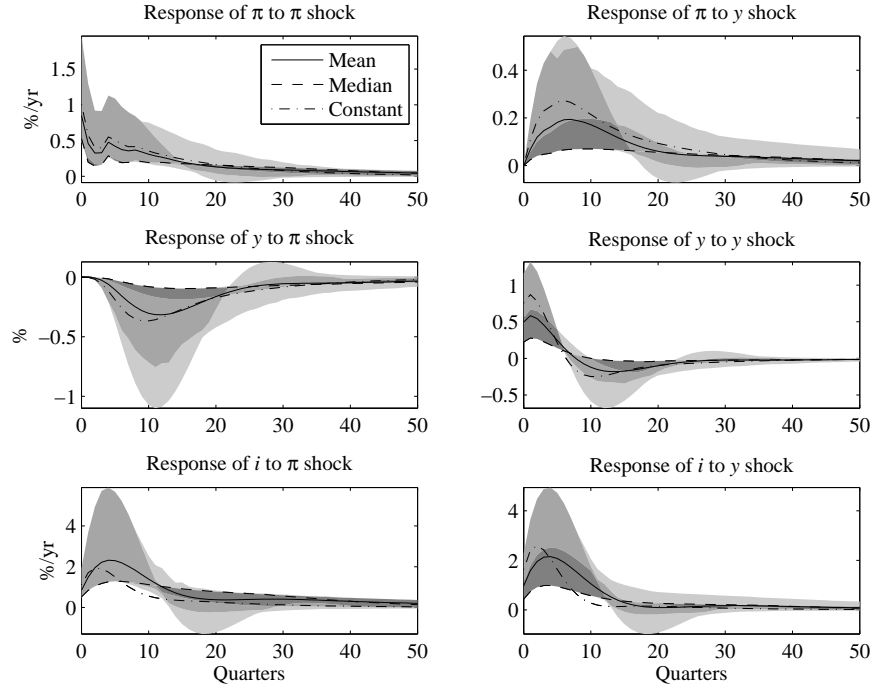 Response of π to π shock
%/yr
1.5
1
0.5
0
0 10 20 30 40 50
Mean
Median
Constant
Response of π to y shock
0.4
0.2
0
0 10 20 30 40 50
Response of y to π shock
%
0
−0.5
−1
0 10 20 30 40 50
Response of y to y shock
1
0.5
0
−0.5
0 10 20 30 40 50
Response of i to π shock
%/yr
4
2
0
0 10 20 30 40 50
Quarters
Response of i to y shock
4
2
0
0 10 20 30 40 50
Quarters